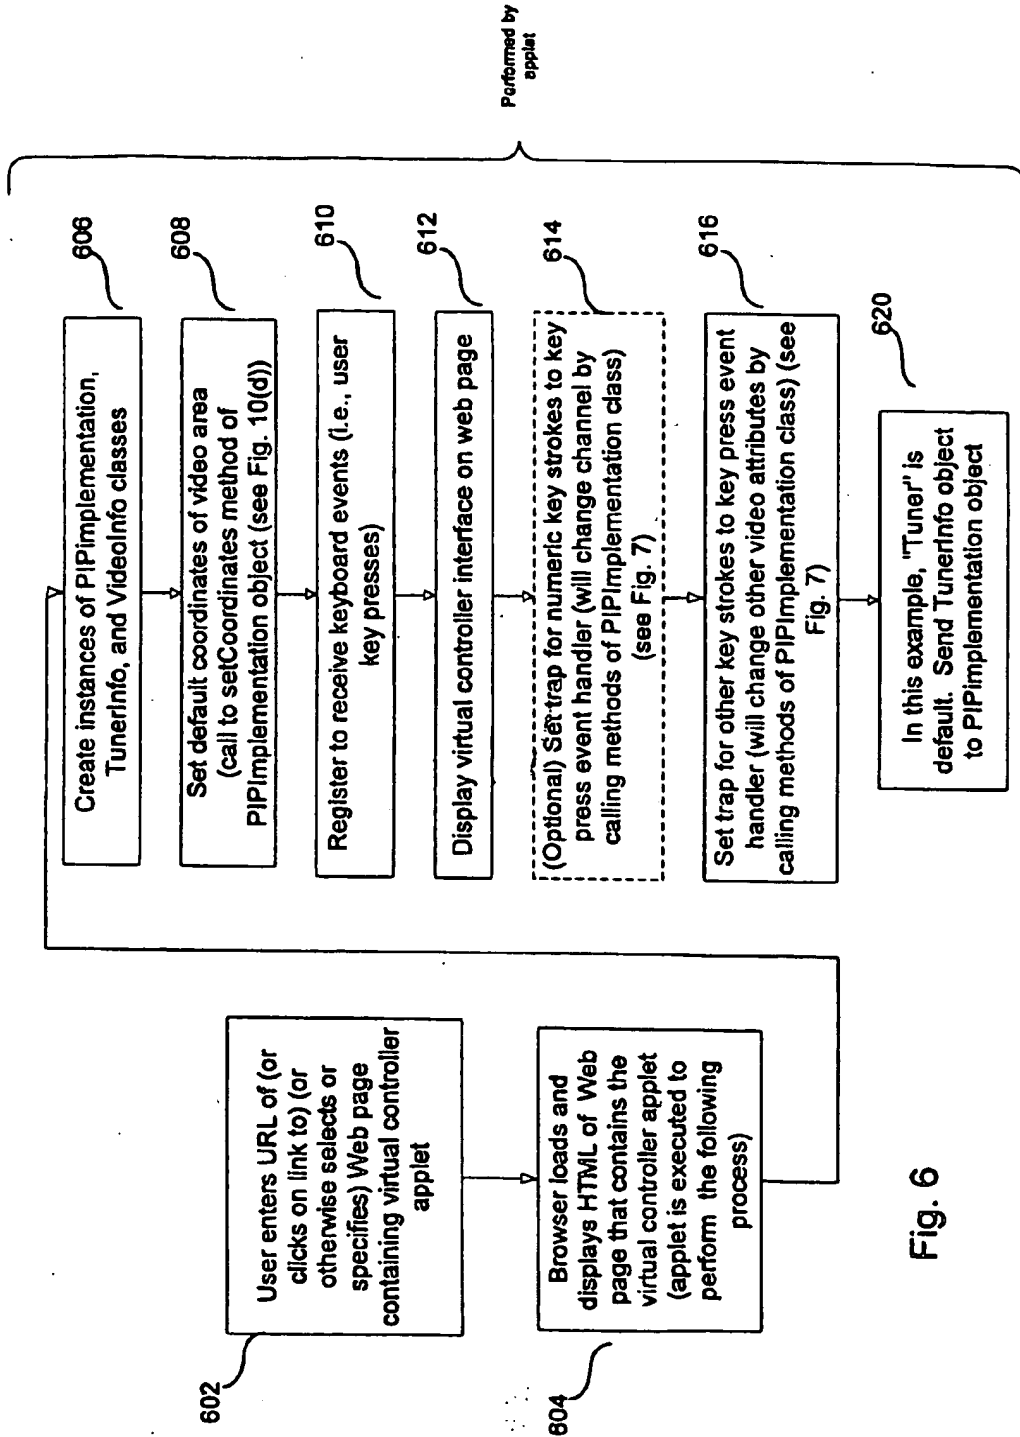 602
User enters URL of (or
clicks on link to) (or
otherwise selects or
specifies) Web page
containing virtual controller
applet
604
Browser loads and
displays HTML of Web
page that contains the
virtual controller applet
(applet is executed to
perform the following
process)
606
Create instances of PIPimplementation,
TunerInfo, and VideoInfo classes
608
Set default coordinates of video area
(call to setCoordinates method of
PIPImplementation object (see Fig. 10(d))
610
Register to receive keyboard events (i.e., user
key presses)
612
Display virtual controller interface on web page
614
(Optional) Set trap for numeric key strokes to key
press event handler (will change channel by
calling methods of PIPImplementation class)
(see Fig. 7)
616
Set trap for other key strokes to key press event
handler (will change other video attributes by
calling methods of PIPImplementation class) (see
Fig. 7)
620
In this example, "Tuner" is
default. Send TunerInfo object
to PIPimplementation object
Performed by
applet
Fig. 6